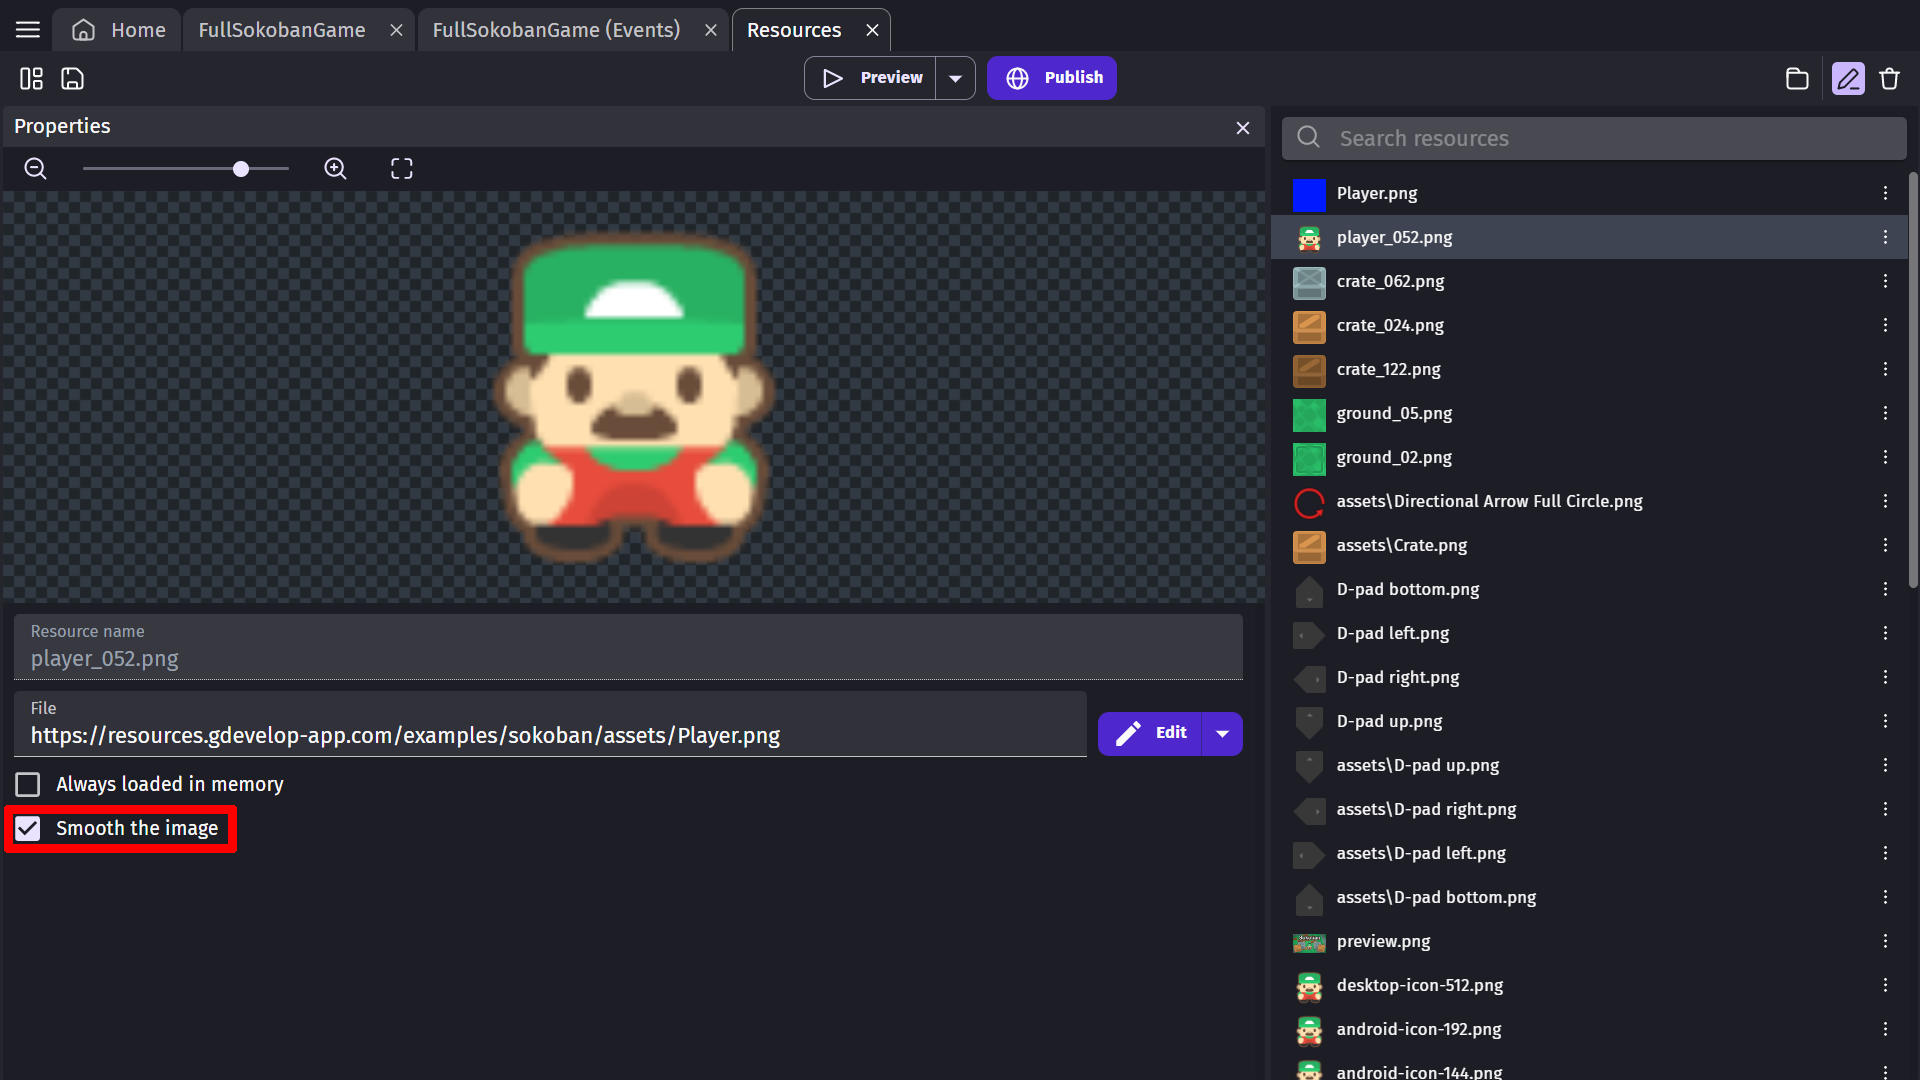 Home
FullSokobanGame
FullSokobanGame (Events)
Resources
Preview
Publish
Properties
Resource name
player_052.png
File
https://resources.gdevelop-app.com/examples/sokoban/assets/Player.png
Edit
Always loaded in memory
Smooth the image
Search resources
Player.png
player_052.png
crate_062.png
crate_024.png
crate_122.png
ground_05.png
ground_02.png
assets\Directional Arrow Full Circle.png
assets\Crate.png
D-pad bottom.png
D-pad left.png
D-pad right.png
D-pad up.png
assets\D-pad up.png
assets\D-pad right.png
assets\D-pad left.png
assets\D-pad bottom.png
preview.png
desktop-icon-512.png
android-icon-192.png
android-icon-144.png